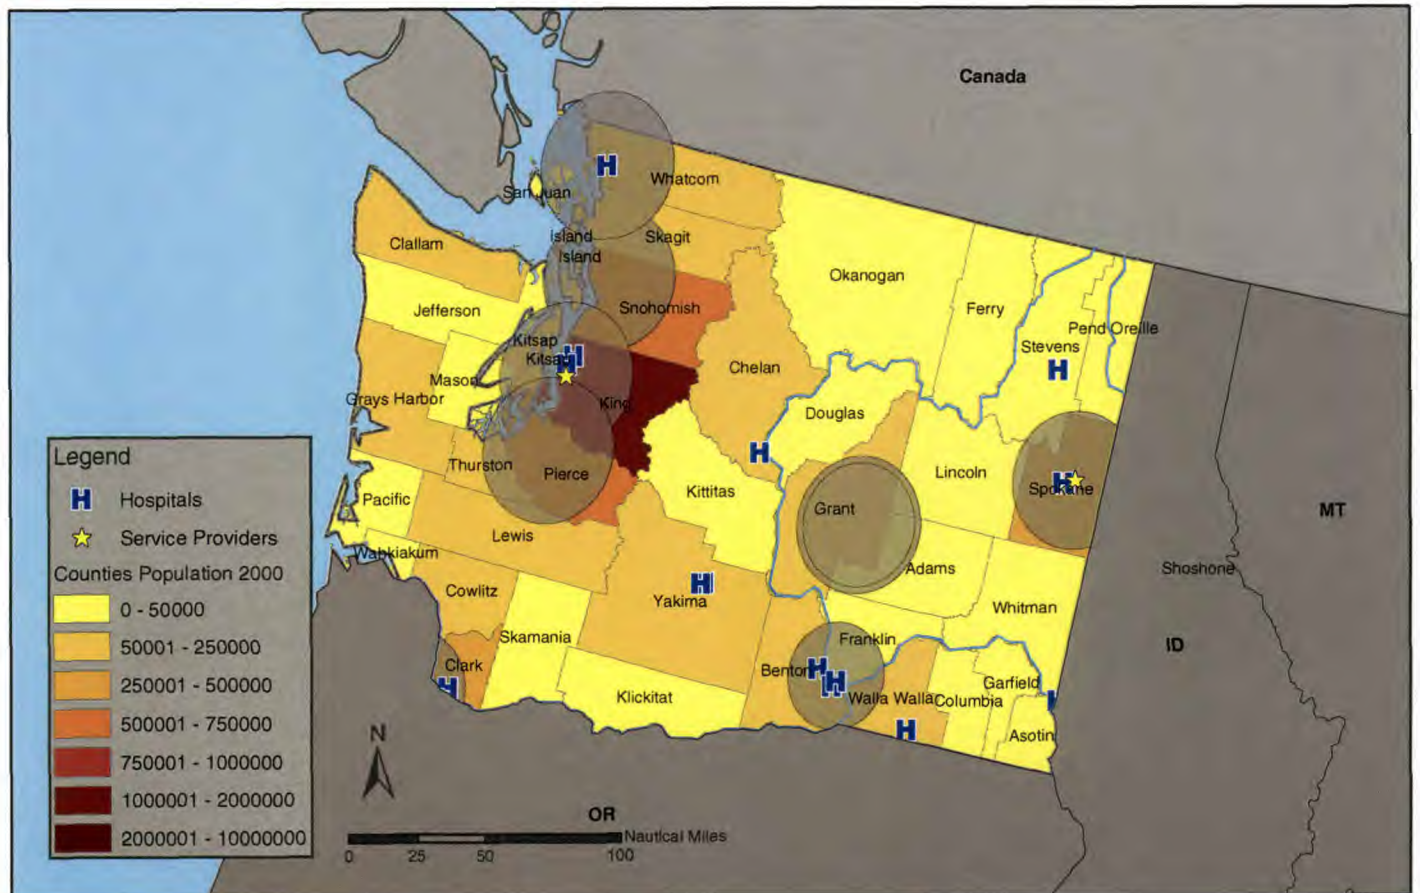 Canada
San Juan
Whatcom
Island
Island
Skagit
Clallam
Jefferson
Snohomish
Okanogan
Ferry
Pend Oreille
Stevens
Kitsap
Kitsap
Chelan
Mason
Grays Harbor
King
Douglas
Thurston
Pierce
Kittitas
Lincoln
Spokane
Grant
Pacific
Lewis
Wahkiakum
Adams
Shoshone
MT
Cowlitz
Yakima
Whitman
Skamania
Franklin
ID
Clark
Benton
Garfield
Klickitat
Walla Walla
Columbia
Asotin
H
H
H
H
H
H
H
H
H
H
H
H
Legend
H Hospitals
Service Providers
Counties Population 2000
0 - 50000
50001 - 250000
250001 - 500000
500001 - 750000
750001 - 1000000
1000001 - 2000000
2000001 - 10000000
N
OR
Nautical Miles
0 25 50 100